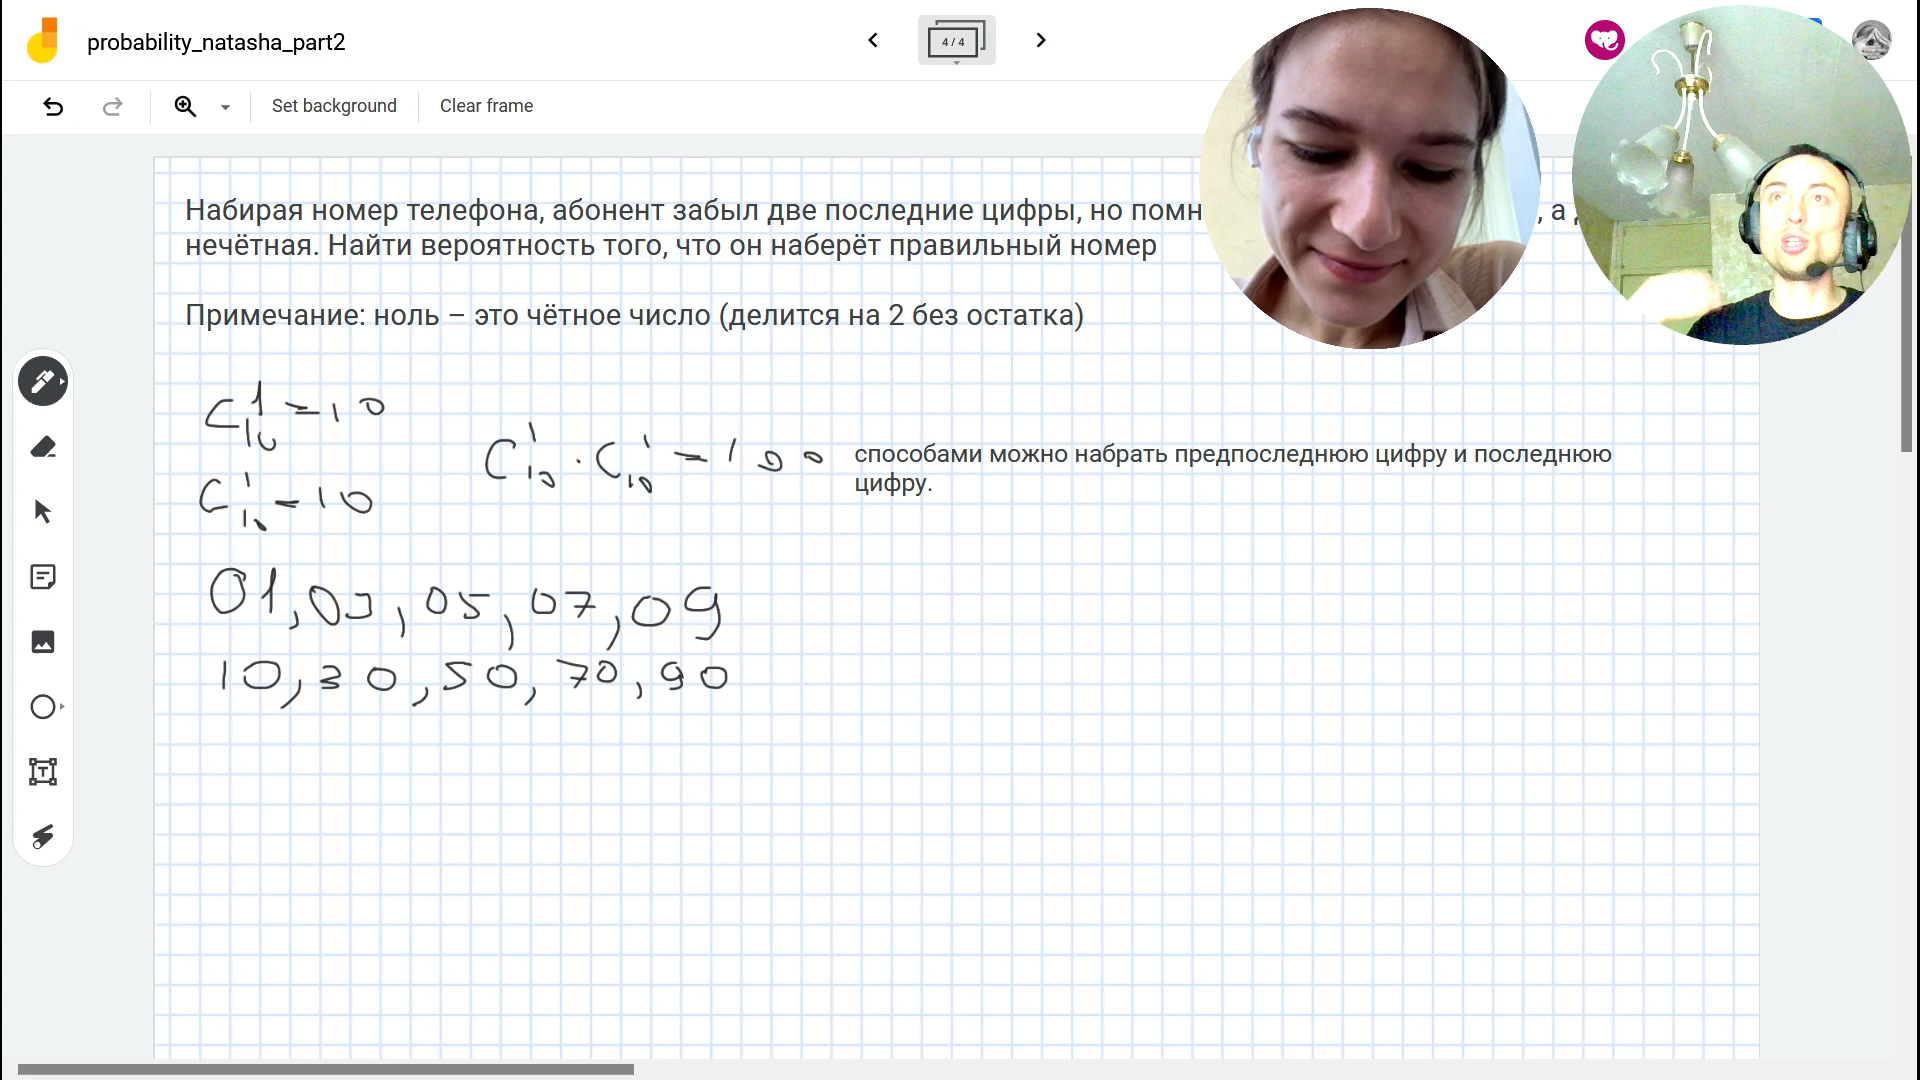 probability_natasha_part2
4 / 4
Set background
Clear frame
Набирая номер телефона, абонент забыл две последние цифры, но помн , а
нечётная. Найти вероятность того, что он наберёт правильный номер
Примечание: ноль – это чётное число (делится на 2 без остатка)
C¹₁₀ = 10
C¹₁₀ · C¹₁₀ = 100 способами можно набрать предпоследнюю цифру и последнюю
цифру.
C¹₁₀ = 10
01, 03, 05, 07, 09
10, 30, 50, 70, 90